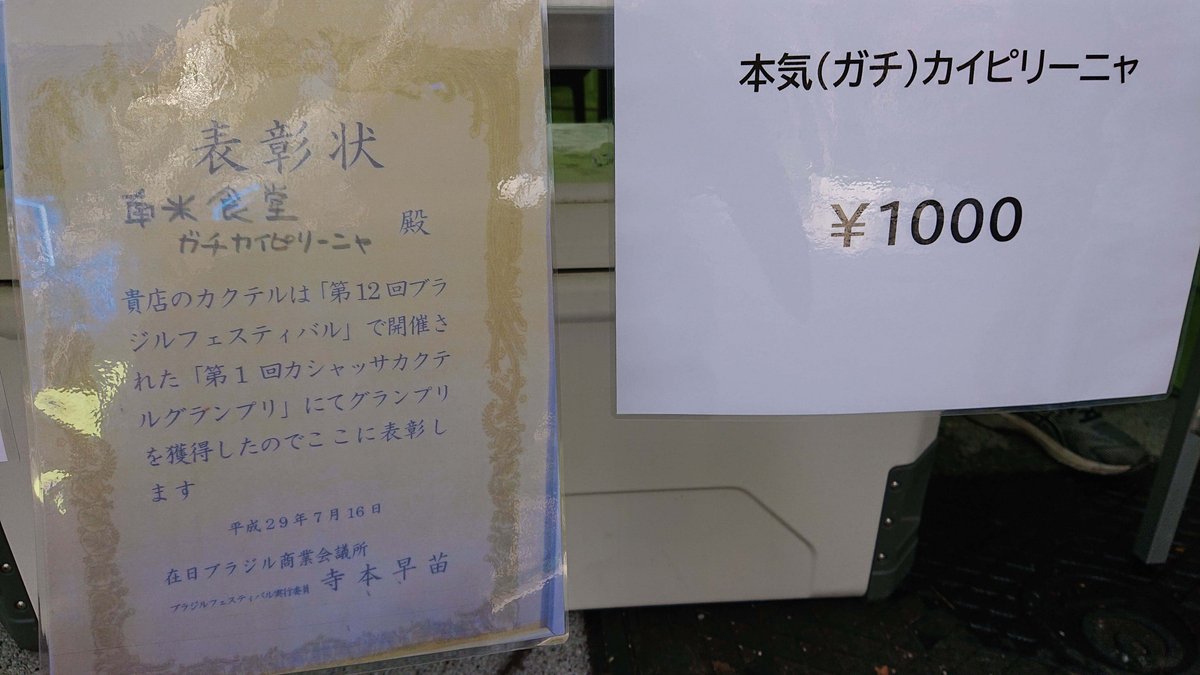 表彰状
南米食堂
ガチカイピリーニャ 殿
貴店のカクテルは「第12回ブラ
ジルフェスティバル」で開催さ
れた「第1回カシャッサカクテ
ルグランプリ」にてグランプリ
を獲得したのでここに表彰し
ます
平成29年7月16日
在日ブラジル商業会議所
ブラジルフェスティバル実行委員 寺本早苗
本気(ガチ)カイピリーニャ
￥1000